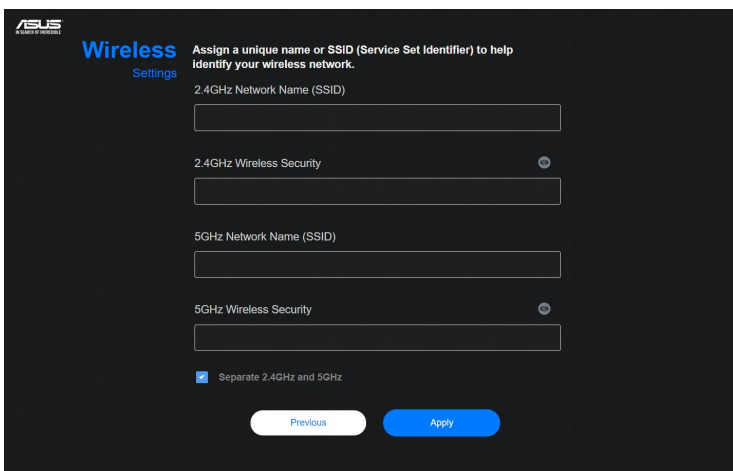 ASUS
IN SEARCH OF INCREDIBLE
Wireless
Settings
Assign a unique name or SSID (Service Set Identifier) to help
identify your wireless network.
2.4GHz Network Name (SSID)
2.4GHz Wireless Security
5GHz Network Name (SSID)
5GHz Wireless Security
Separate 2.4GHz and 5GHz
Previous
Apply